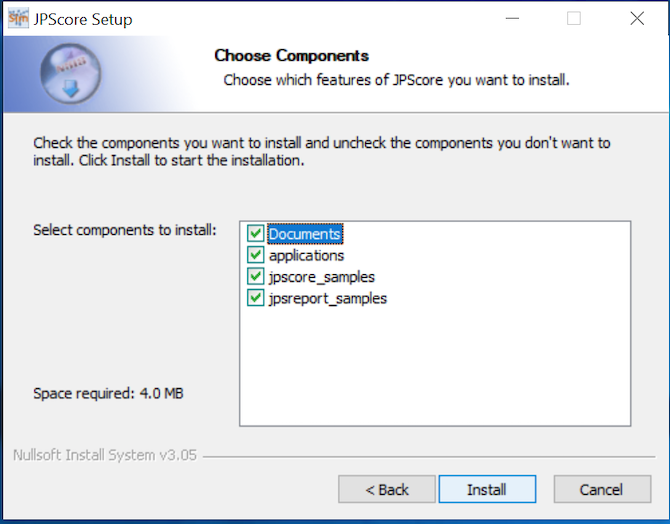 JPScore Setup
Choose Components
Choose which features of JPScore you want to install.
Check the components you want to install and uncheck the components you don't want to
install. Click Install to start the installation.
Select components to install:
Documents
applications
jpscore_samples
jpsreport_samples
Space required: 4.0 MB
Nullsoft Install System v3.05
< Back
Install
Cancel